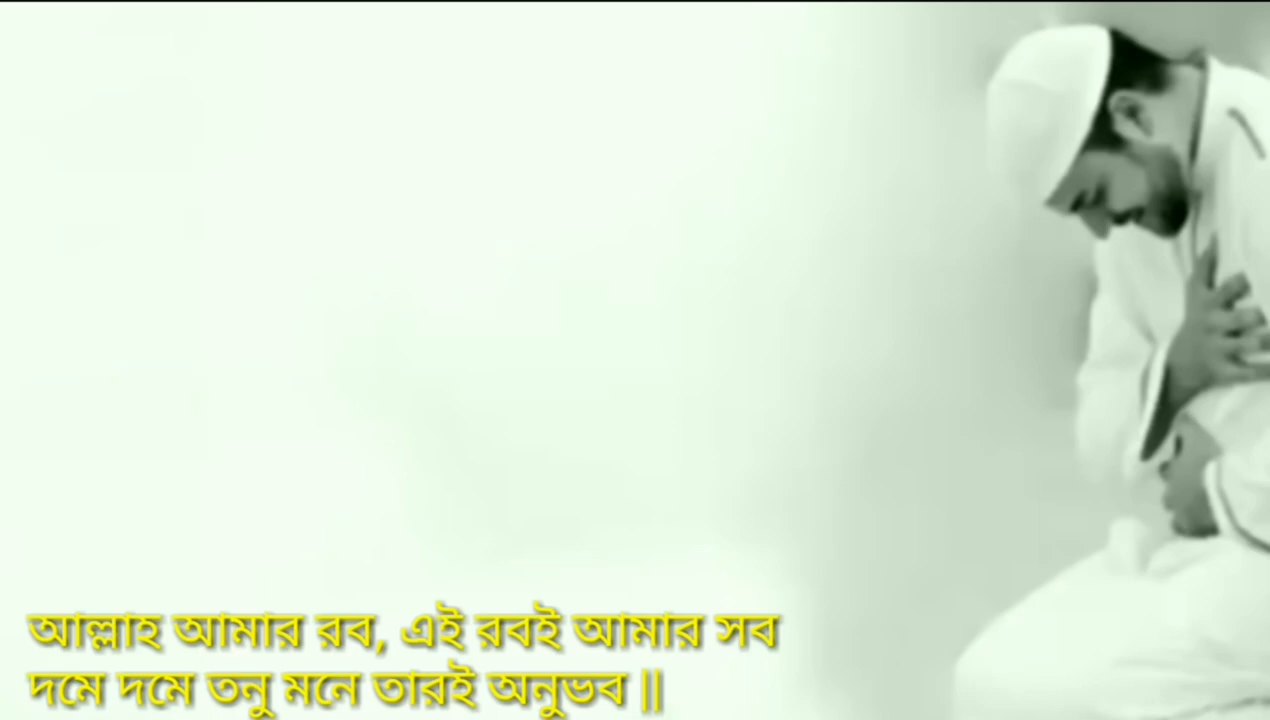 আল্লাহ আমার রব, এই রবই আমার সব
দমে দমে তনু মনে তারই অনুভব ||